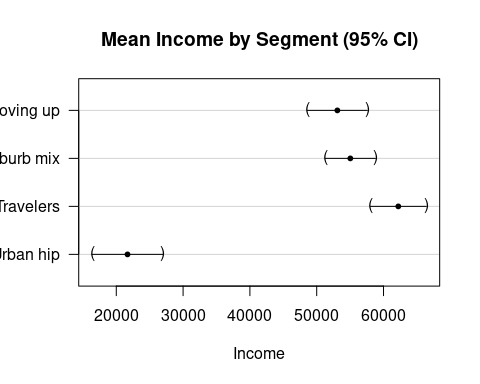 Mean Income by Segment (95% CI)
oving up
burb mix
Travelers
Urban hip
20000 30000 40000 50000 60000
Income